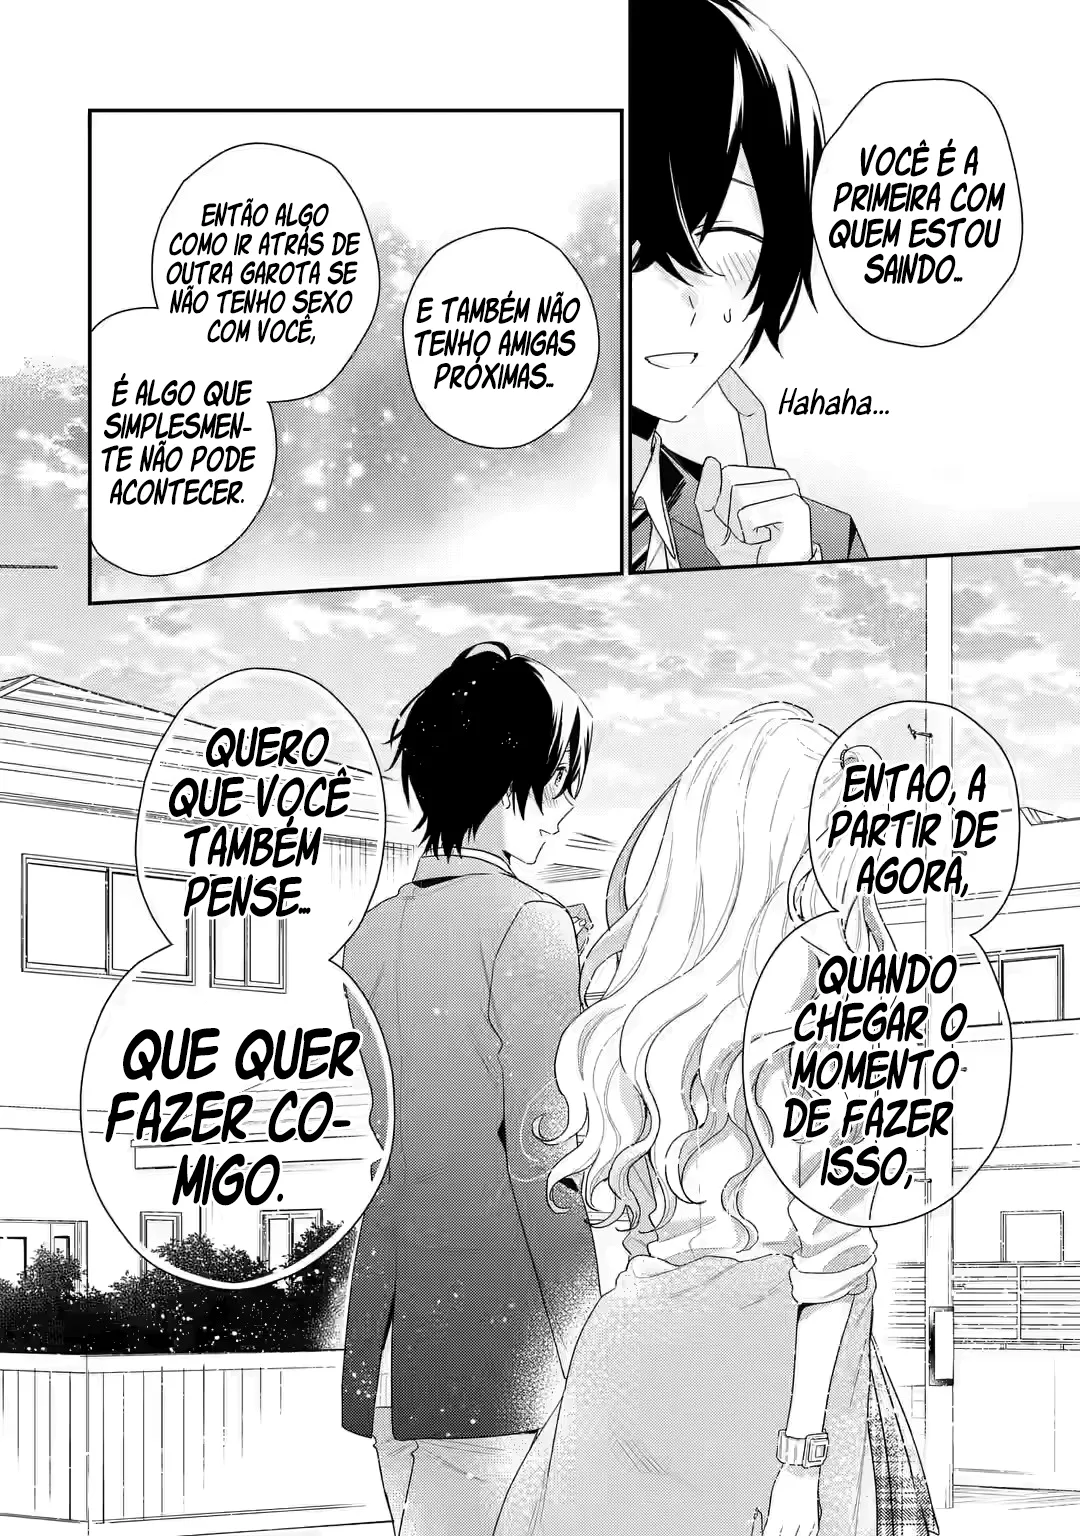 VOCÊ É A
PRIMEIRA COM
QUEM ESTOU
SAINDO...
Hahaha...
E TAMBÉM NÃO
TENHO AMIGAS
PRÓXIMAS...
ENTÃO ALGO
COMO IR ATRÁS DE
OUTRA GAROTA SE
NÃO TENHO SEXO
COM VOCÊ,
É ALGO QUE
SIMPLESMEN-
TE NÃO PODE
ACONTECER.
ENTAO, A
PARTIR DE
AGORA,
QUANDO
CHEGAR O
MOMENTO
DE FAZER
ISSO,
QUERO
QUE VOCÊ
TAMBÉM
PENSE...
QUE QUER
FAZER CO-
MIGO.